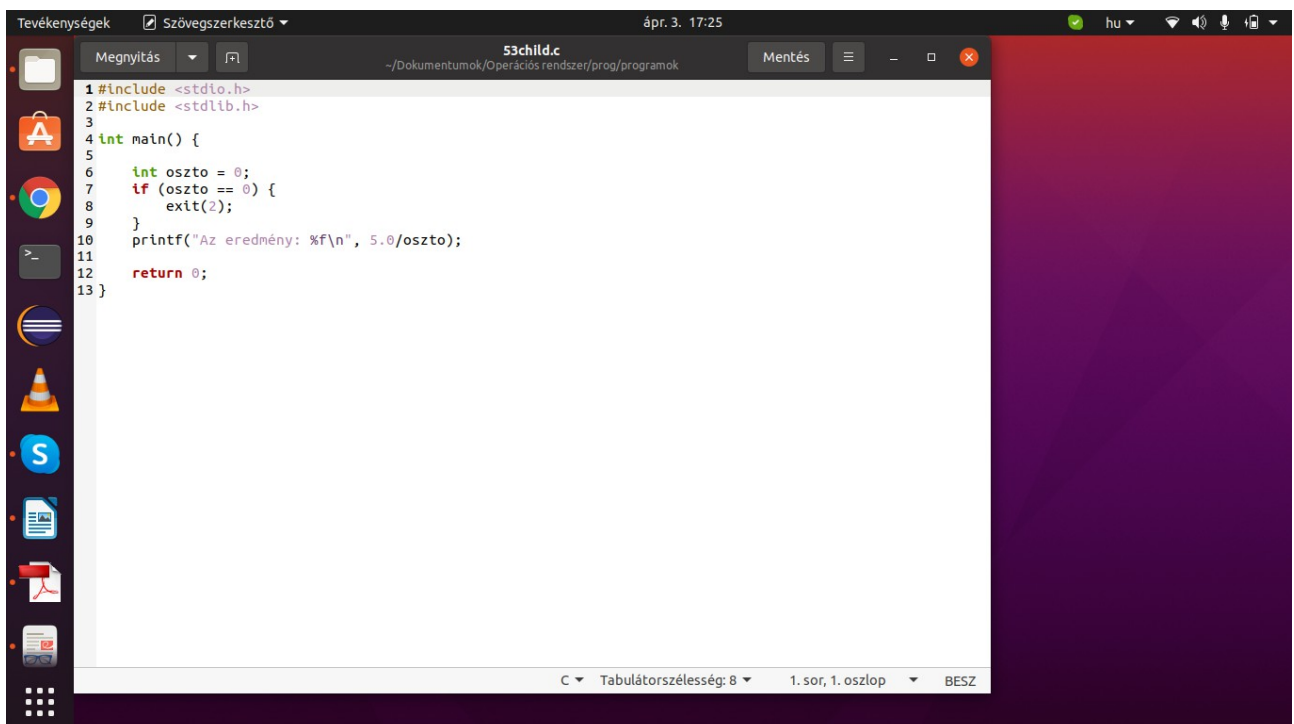 Tevékenységek Szövegszerkesztő ápr. 3. 17:25 hu
Megnyitás 53child.c Mentés
~/Dokumentumok/Operációs rendszer/prog/programok
1 #include <stdio.h>
2 #include <stdlib.h>
3
4 int main() {
5
6     int oszto = 0;
7     if (oszto == 0) {
8         exit(2);
9     }
10     printf("Az eredmény: %f\n", 5.0/oszto);
11
12     return 0;
13 }
C Tabulátorszélesség: 8 1. sor, 1. oszlop BESZ